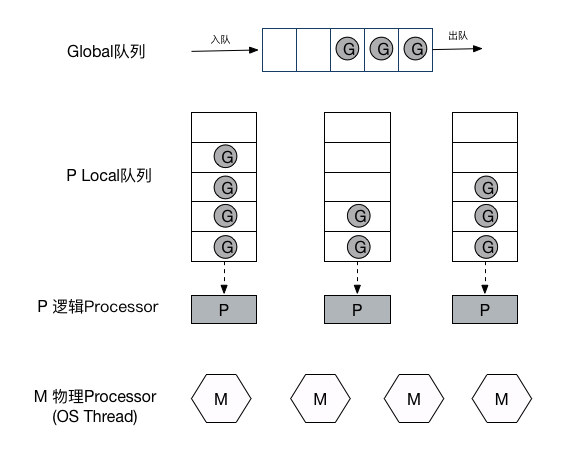 Global队列
入队
G G G
出队
P Local队列
G
G G
G G G
G G G
P 逻辑Processor
P P P
M 物理Processor
(OS Thread)
M M M M